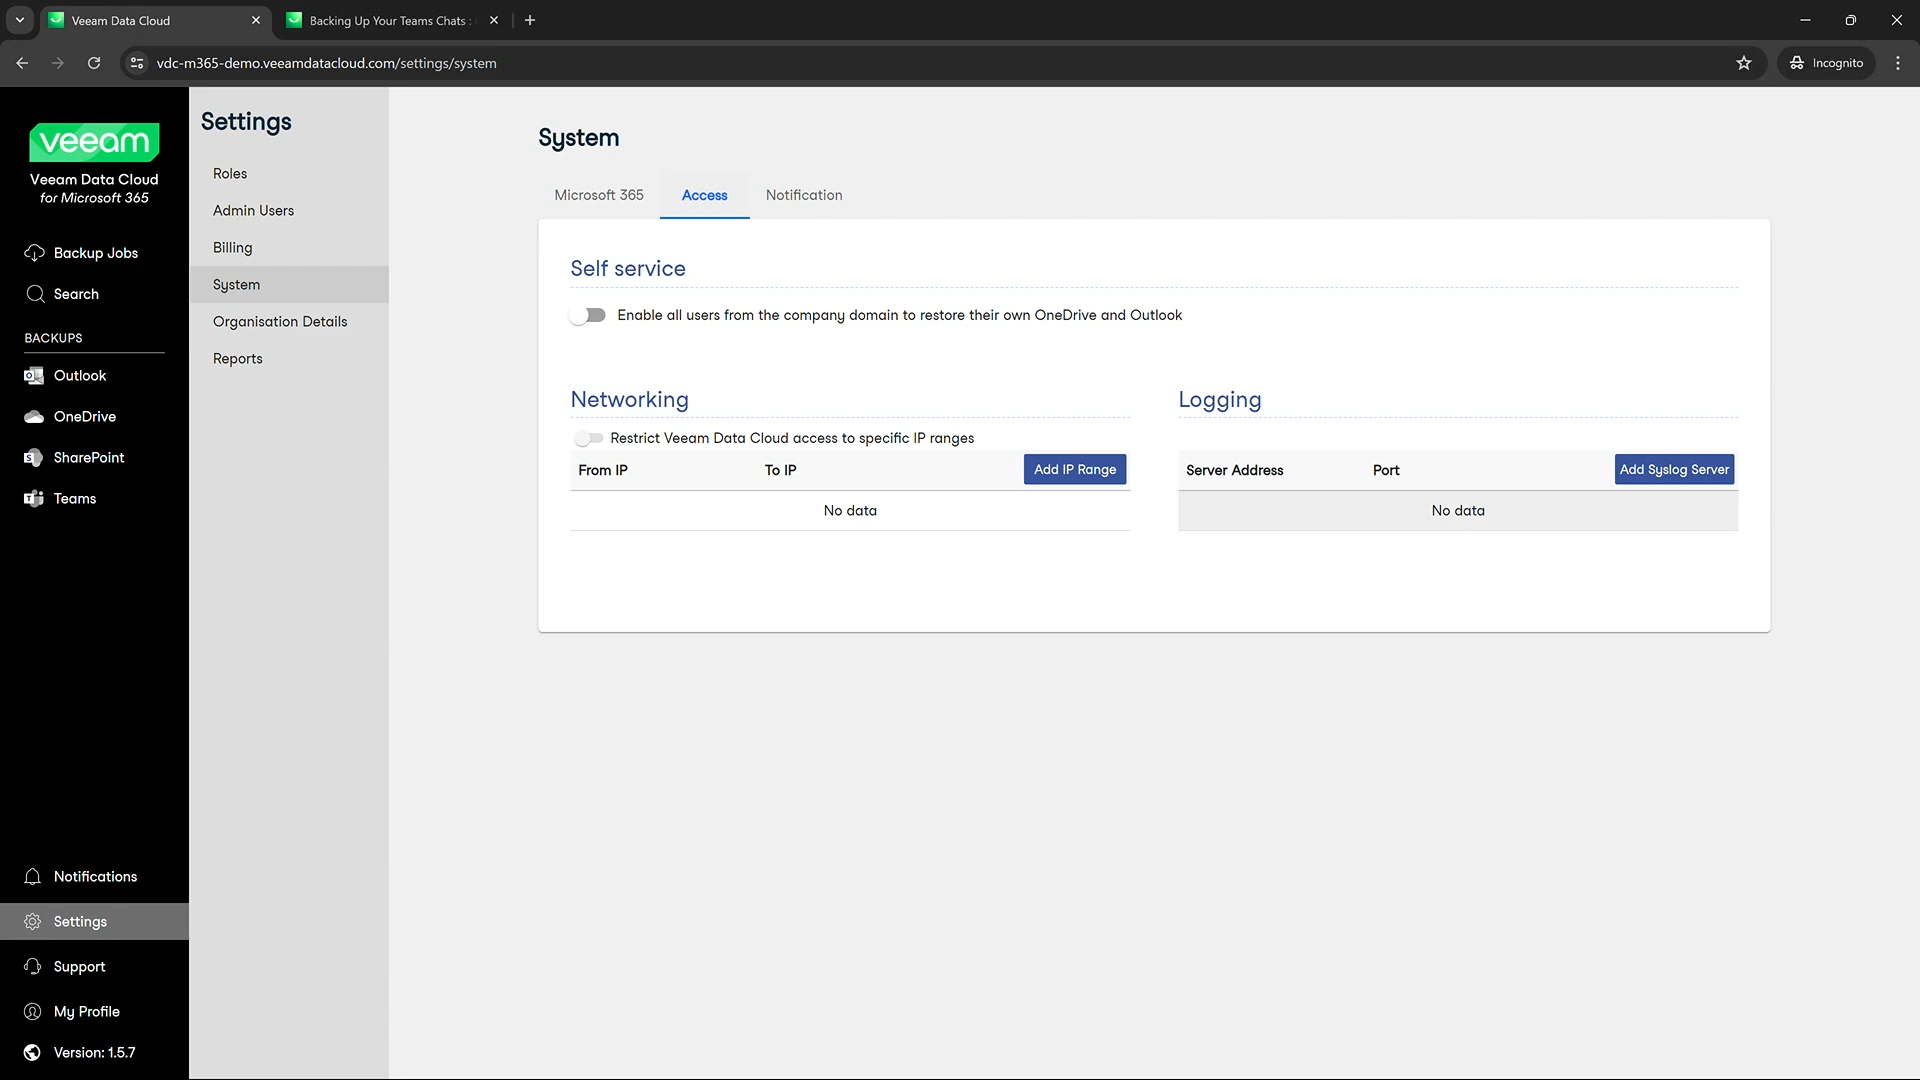 Veeam Data Cloud
Backing Up Your Teams Chats :
vdc-m365-demo.veeamdatacloud.com/settings/system
Incognito
veeam
Veeam Data Cloud
for Microsoft 365
Backup Jobs
Search
BACKUPS
Outlook
OneDrive
SharePoint
Teams
Notifications
Settings
Support
My Profile
Version: 1.5.7
Settings
Roles
Admin Users
Billing
System
Organisation Details
Reports
System
Microsoft 365
Access
Notification
Self service
Enable all users from the company domain to restore their own OneDrive and Outlook
Networking
Restrict Veeam Data Cloud access to specific IP ranges
From IP
To IP
Add IP Range
No data
Logging
Server Address
Port
Add Syslog Server
No data